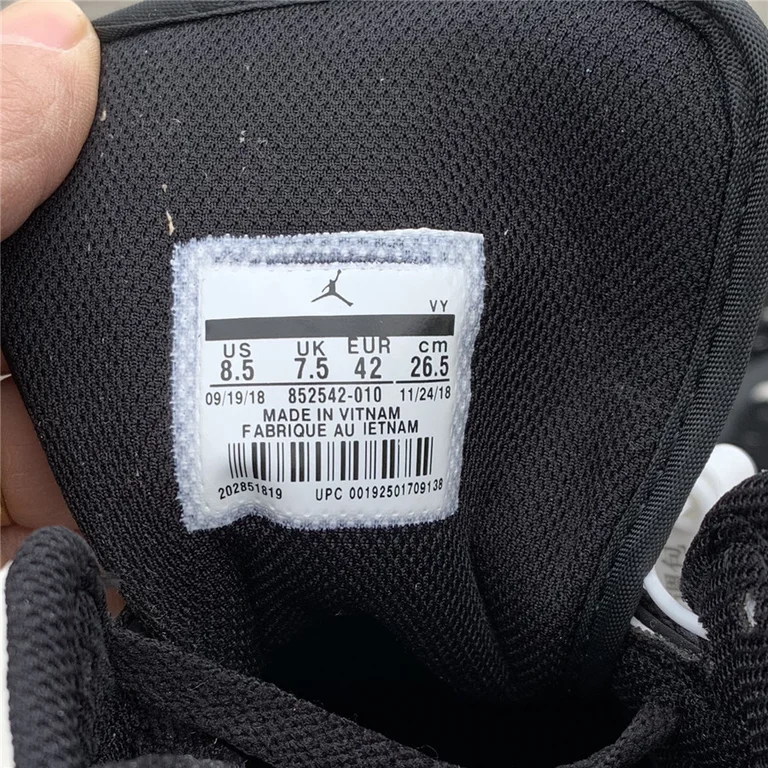 VY
US UK EUR cm
8.5 7.5 42 26.5
09/19/18 852542-010 11/24/18
MADE IN VITNAM
FABRIQUE AU IETNAM
202851819 UPC 00192501709138